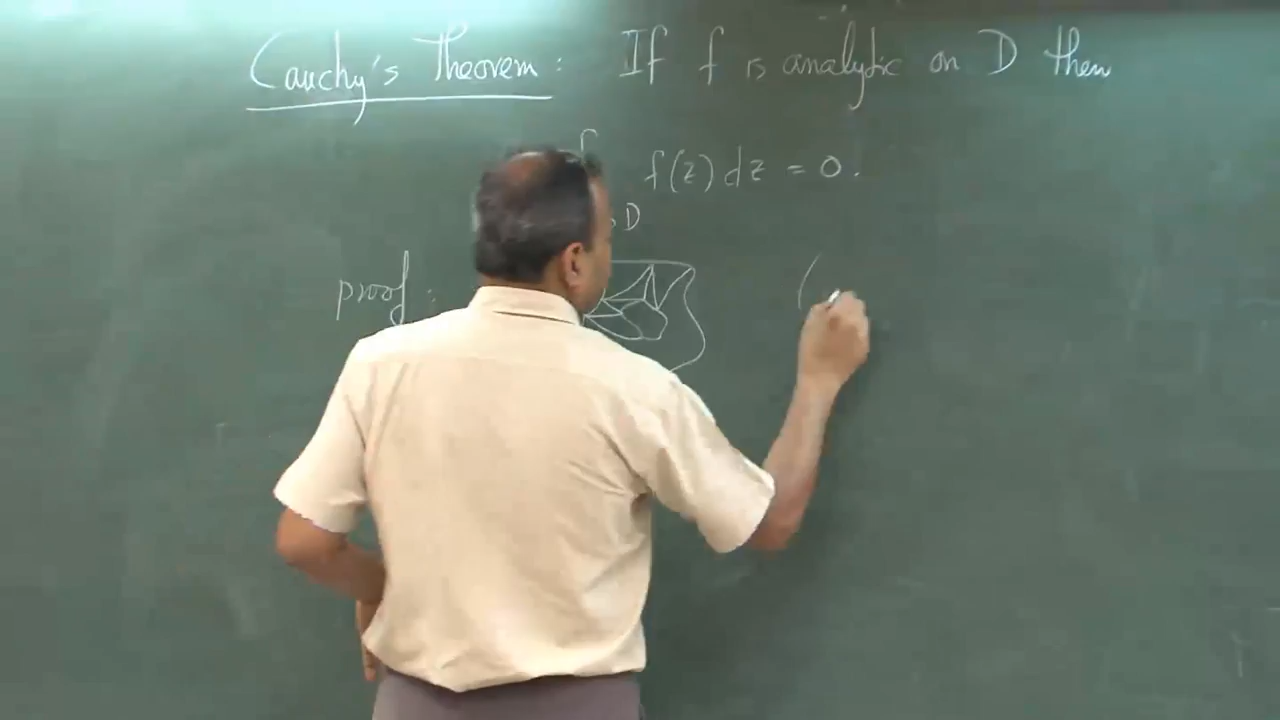 Cauchy's Theorem : If f is analytic on D then
∫ f(z) dz = 0.
D
proof :
(